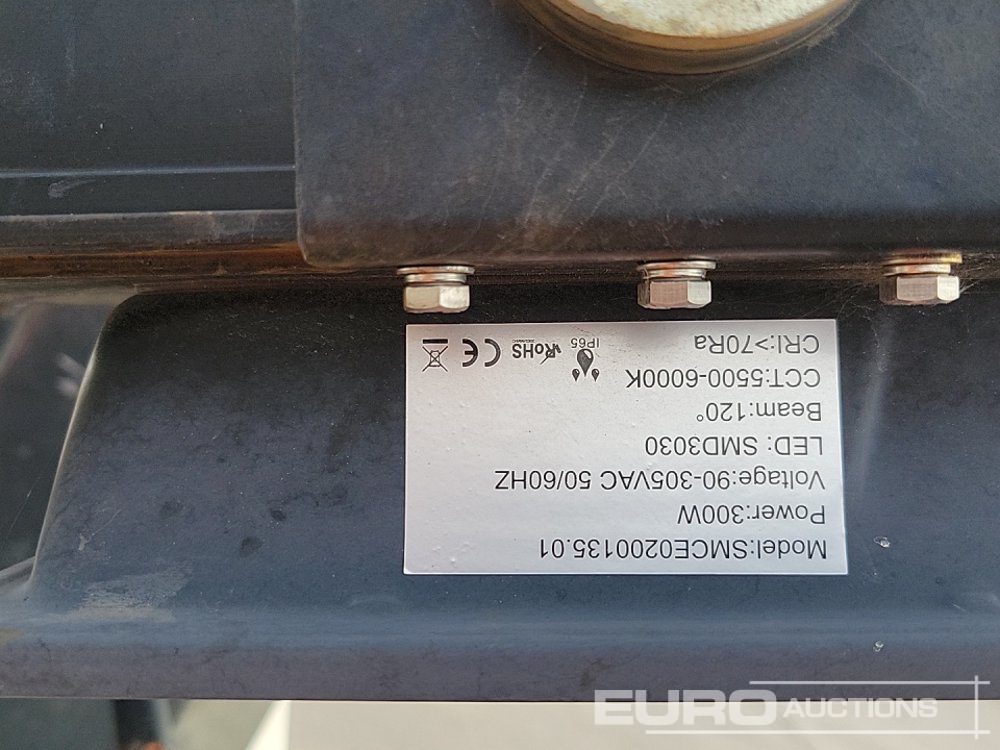 Model:SMCE0200135.01
Power:300W
Voltage:90-305VAC 50/60HZ
LED: SMD3030
Beam:120°
CCT:5500-6000K
CRI:>70Ra
IP65
RoHS
CE
EURO AUCTIONS